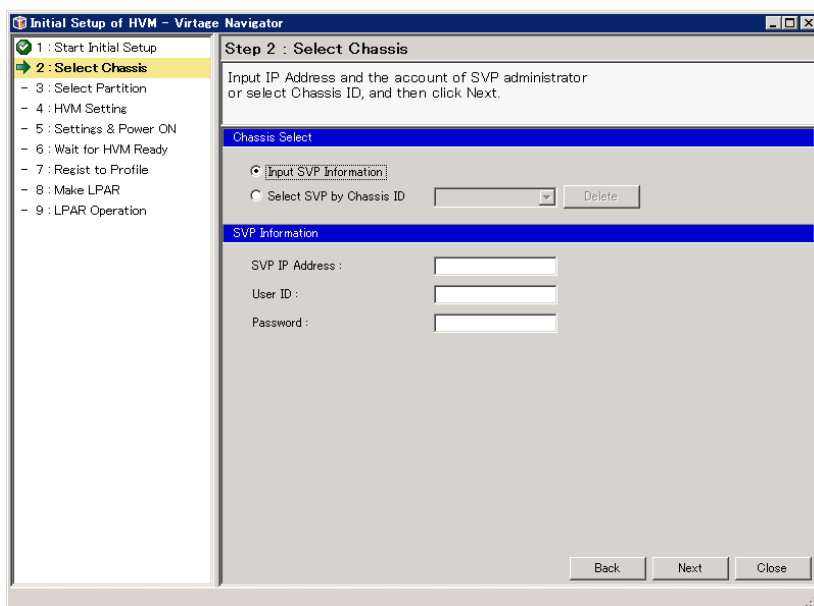 Initial Setup of HVM - Virtage Navigator
1 : Start Initial Setup
2 : Select Chassis
- 3 : Select Partition
- 4 : HVM Setting
- 5 : Settings & Power ON
- 6 : Wait for HVM Ready
- 7 : Regist to Profile
- 8 : Make LPAR
- 9 : LPAR Operation
Step 2 : Select Chassis
Input IP Address and the account of SVP administrator
or select Chassis ID, and then click Next.
Chassis Select
Input SVP Information
Select SVP by Chassis ID
Delete
SVP Information
SVP IP Address :
User ID :
Password :
Back
Next
Close